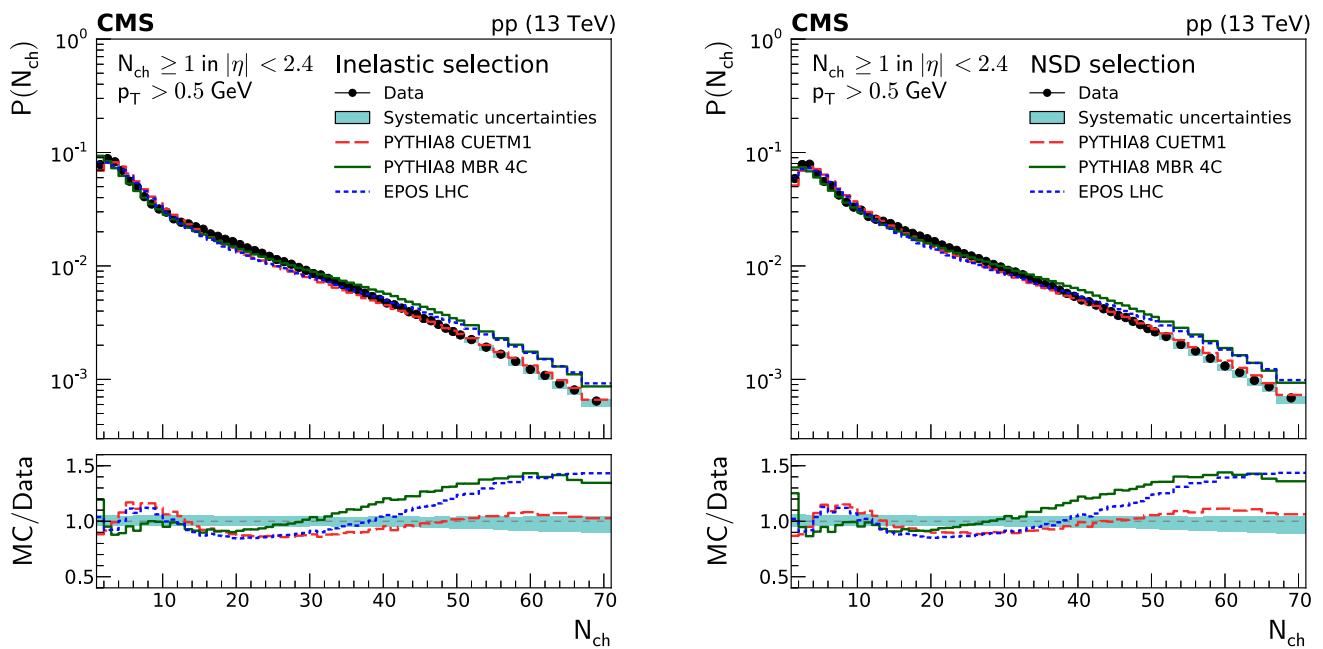 CMS
pp (13 TeV)
P(N_ch)
N_ch ≥ 1 in |η| < 2.4
p_T > 0.5 GeV
Inelastic selection
Data
Systematic uncertainties
PYTHIA8 CUETM1
PYTHIA8 MBR 4C
EPOS LHC
10^0
10^-1
10^-2
10^-3
MC/Data
1.5
1.0
0.5
10 20 30 40 50 60 70
N_ch
CMS
pp (13 TeV)
P(N_ch)
N_ch ≥ 1 in |η| < 2.4
p_T > 0.5 GeV
NSD selection
Data
Systematic uncertainties
PYTHIA8 CUETM1
PYTHIA8 MBR 4C
EPOS LHC
10^0
10^-1
10^-2
10^-3
MC/Data
1.5
1.0
0.5
10 20 30 40 50 60 70
N_ch